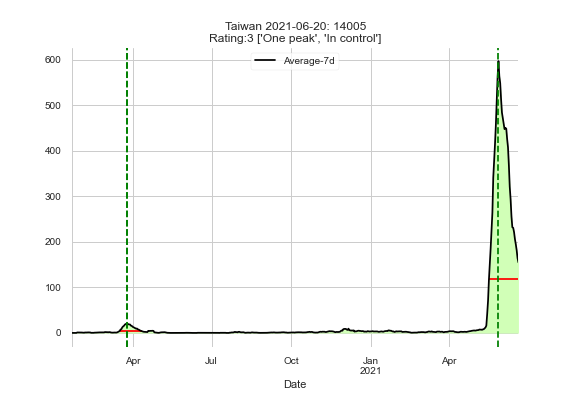 Taiwan 2021-06-20: 14005
Rating:3 ['One peak', 'In control']
Average-7d
600
500
400
300
200
100
0
Apr Jul Oct Jan Apr
2021
Date